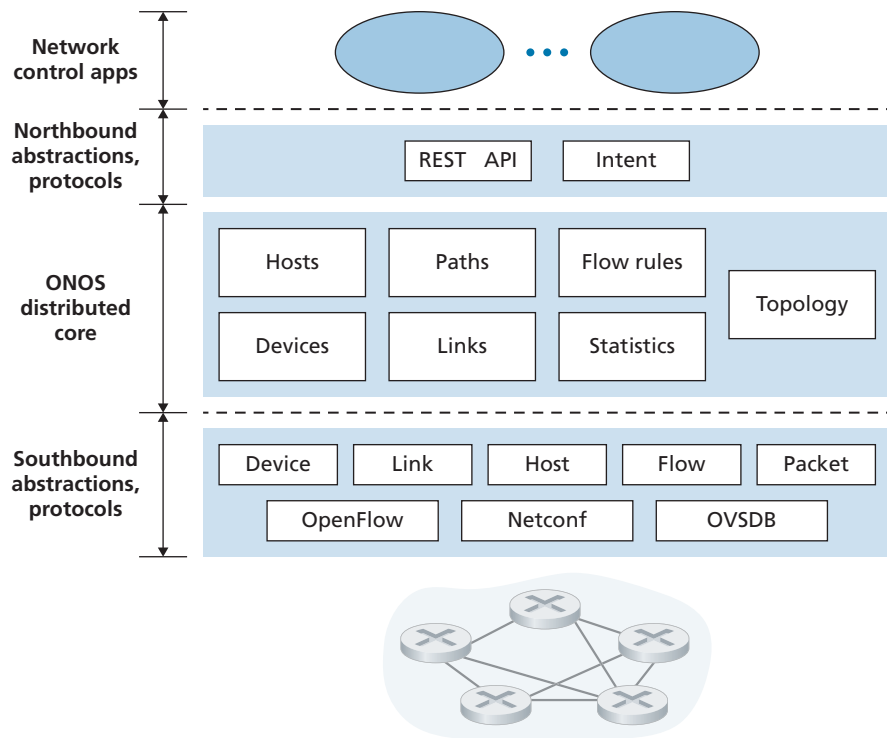 Network
control apps
Northbound
abstractions,
protocols
REST API
Intent
ONOS
distributed
core
Hosts
Paths
Flow rules
Topology
Devices
Links
Statistics
Southbound
abstractions,
protocols
Device
Link
Host
Flow
Packet
OpenFlow
Netconf
OVSDB